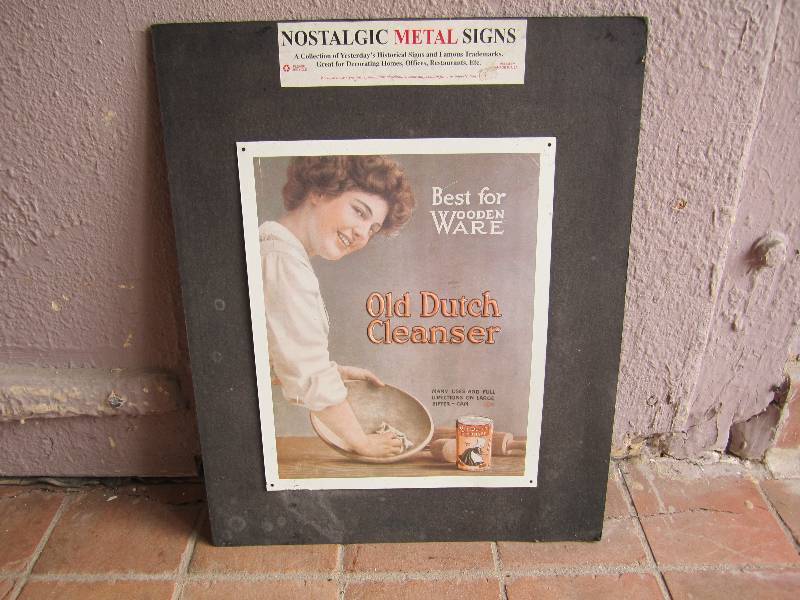 NOSTALGIC METAL SIGNS
A Collection of Yesterday's Historical Signs and Famous Trademarks.
Great for Decorating Homes, Offices, Restaurants, Etc.
Best for
WOODEN
WARE
Old Dutch
Cleanser
MANY USES AND FULL
DIRECTIONS ON LARGE
SIFTER - CAN